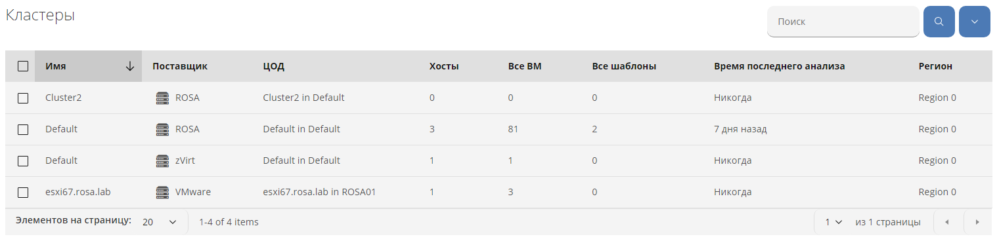 Кластеры
Поиск
Имя Поставщик ЦОД Хосты Все ВМ Все шаблоны Время последнего анализа Регион
Cluster2 ROSA Cluster2 in Default 0 0 0 Никогда Region 0
Default ROSA Default in Default 3 81 2 7 дня назад Region 0
Default zVirt Default in Default 1 1 0 Никогда Region 0
esxi67.rosa.lab VMware esxi67.rosa.lab in ROSA01 1 3 0 Никогда Region 0
Элементов на страницу: 20 1-4 of 4 items 1 из 1 страницы